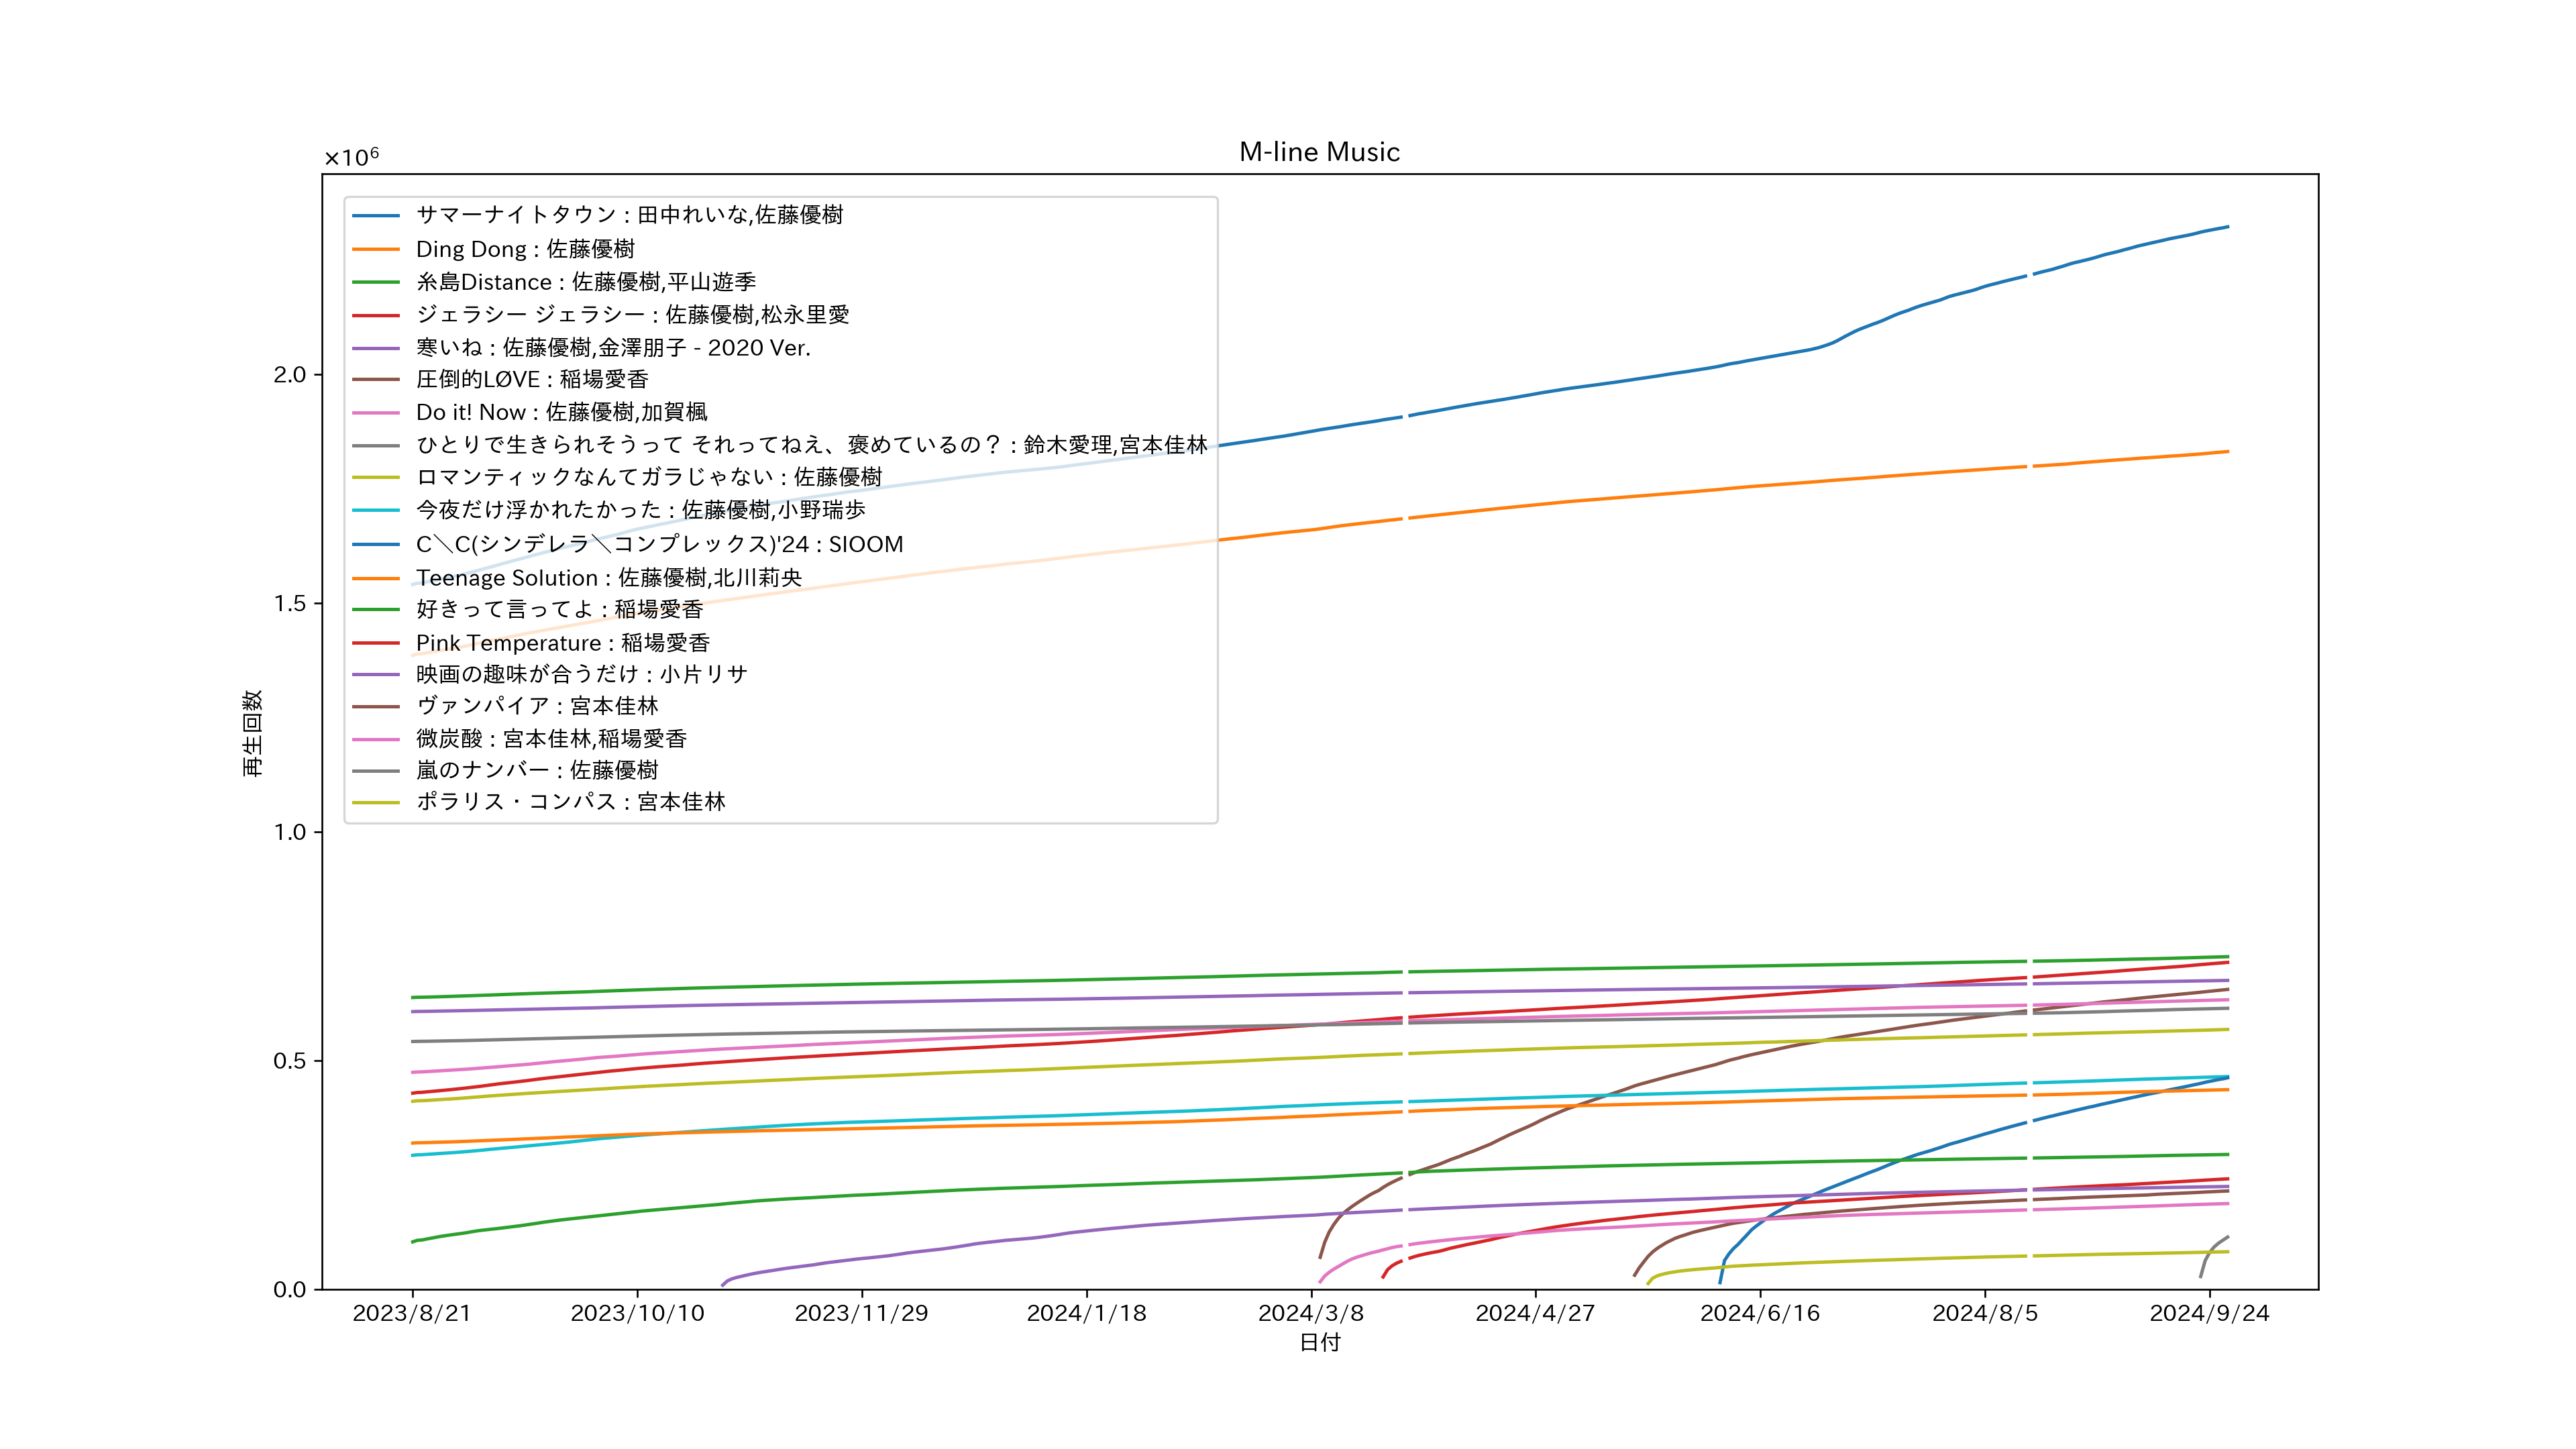 M-line Music
×10⁶
サマーナイトタウン : 田中れいな,佐藤優樹
Ding Dong : 佐藤優樹
糸島Distance : 佐藤優樹,平山遊季
ジェラシー ジェラシー : 佐藤優樹,松永里愛
寒いね : 佐藤優樹,金澤朋子 - 2020 Ver.
圧倒的LØVE : 稲場愛香
Do it! Now : 佐藤優樹,加賀楓
ひとりで生きられそうって それってねえ、褒めているの？ : 鈴木愛理,宮本佳林
ロマンティックなんてガラじゃない : 佐藤優樹
今夜だけ浮かれたかった : 佐藤優樹,小野瑞歩
C＼C(シンデレラ＼コンプレックス)'24 : SIOOM
Teenage Solution : 佐藤優樹,北川莉央
好きって言ってよ : 稲場愛香
Pink Temperature : 稲場愛香
映画の趣味が合うだけ : 小片リサ
ヴァンパイア : 宮本佳林
微炭酸 : 宮本佳林,稲場愛香
嵐のナンバー : 佐藤優樹
ポラリス・コンパス : 宮本佳林
2.0
1.5
1.0
0.5
0.0
再生回数
2023/8/21 2023/10/10 2023/11/29 2024/1/18 2024/3/8 2024/4/27 2024/6/16 2024/8/5 2024/9/24
日付